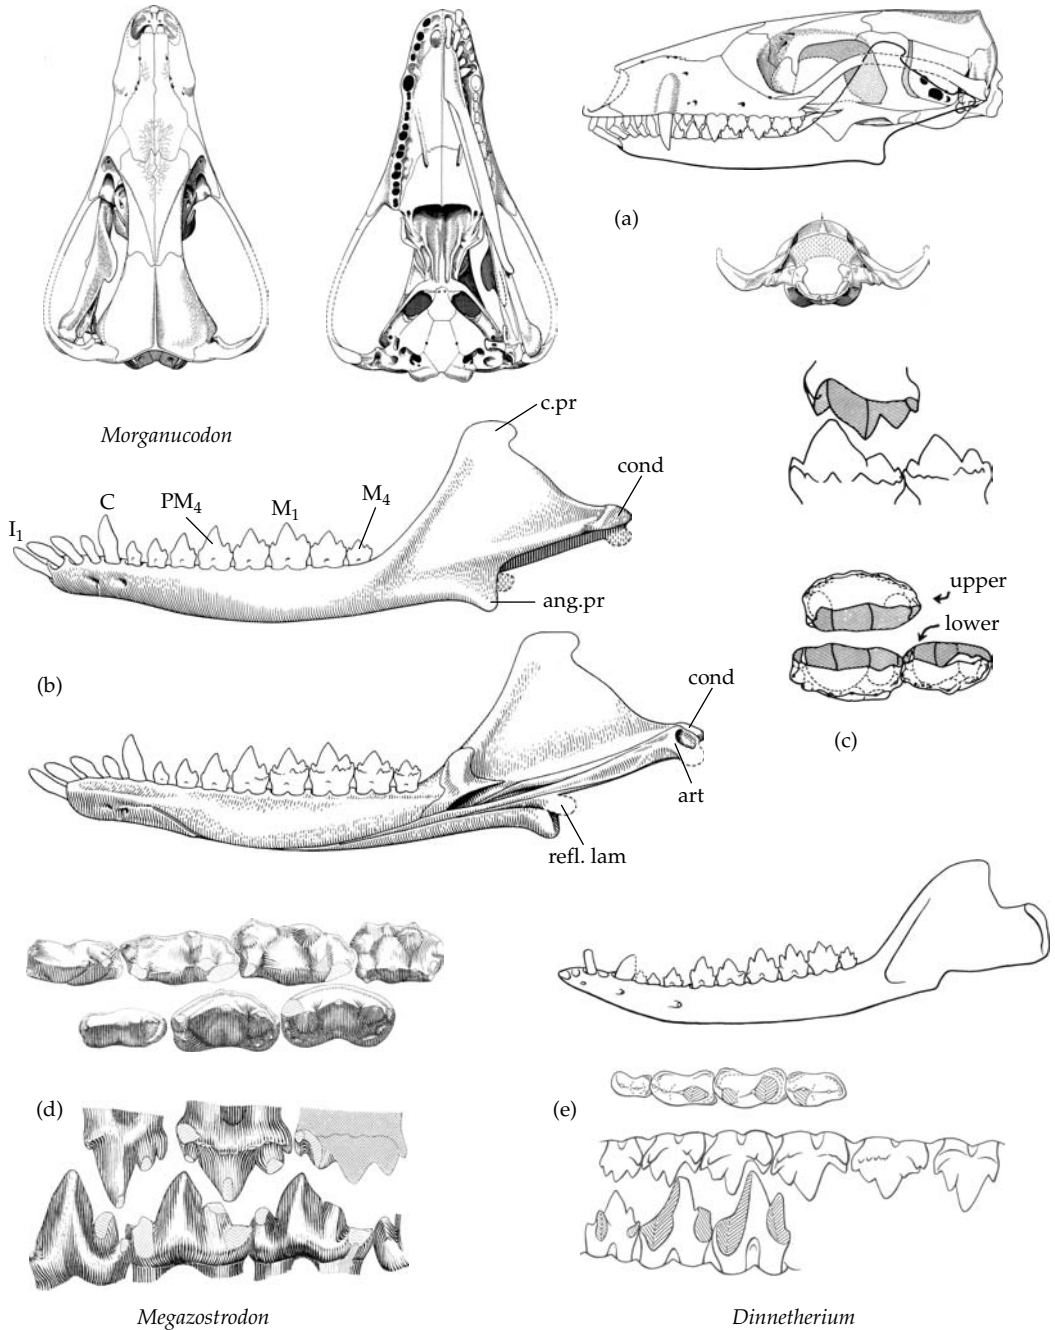 (a)
Morganucodon
c.pr
cond
C
PM4
M1
M4
I1
ang.pr
upper
lower
(b)
cond
(c)
art
refl. lam
(d)
(e)
Megazostrodon
Dinnetherium